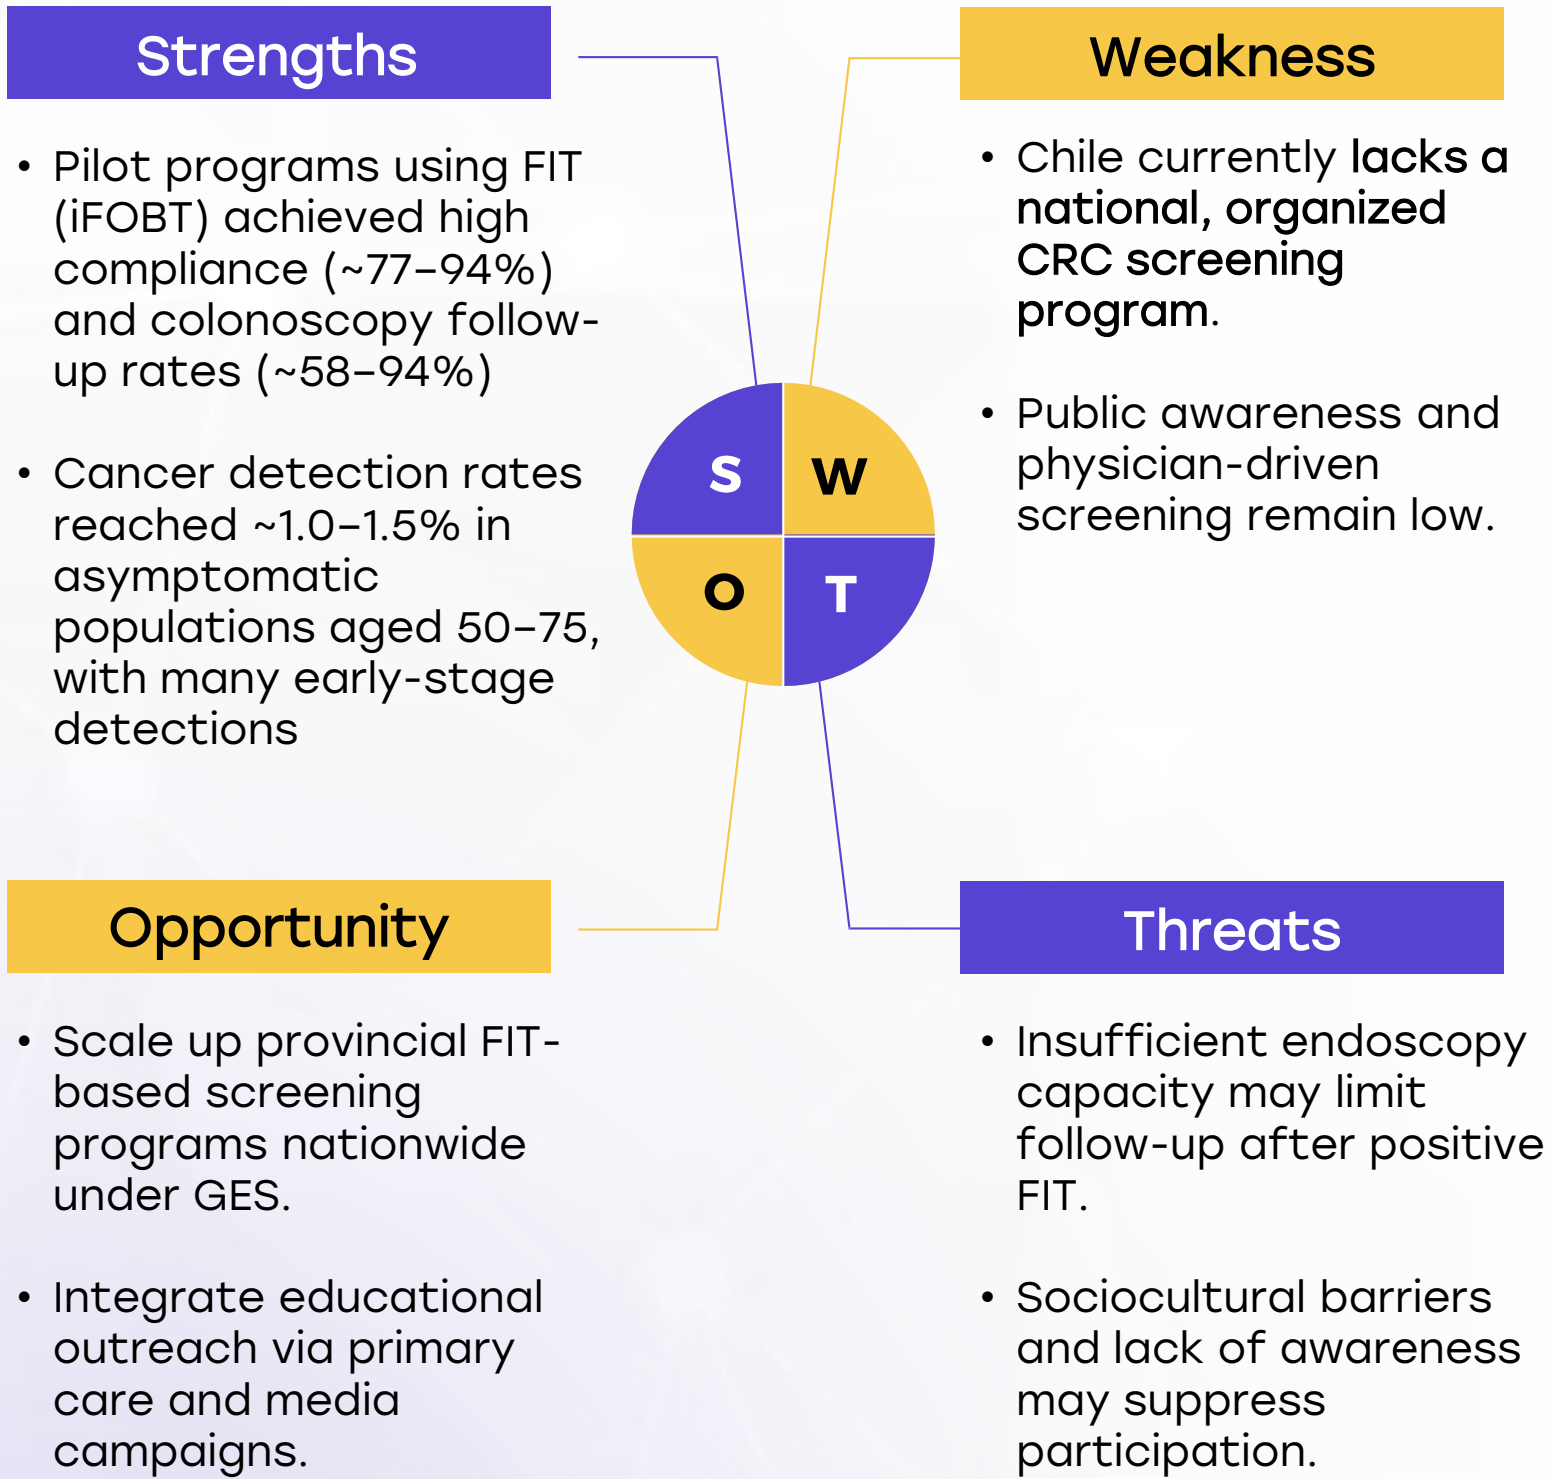 Strengths
• Pilot programs using FIT
(iFOBT) achieved high
compliance (~77–94%)
and colonoscopy follow-
up rates (~58–94%)
• Cancer detection rates
reached ~1.0–1.5% in
asymptomatic
populations aged 50–75,
with many early-stage
detections
Weakness
• Chile currently lacks a
national, organized
CRC screening
program.
• Public awareness and
physician-driven
screening remain low.
S
W
O
T
Opportunity
• Scale up provincial FIT-
based screening
programs nationwide
under GES.
• Integrate educational
outreach via primary
care and media
campaigns.
Threats
• Insufficient endoscopy
capacity may limit
follow-up after positive
FIT.
• Sociocultural barriers
and lack of awareness
may suppress
participation.